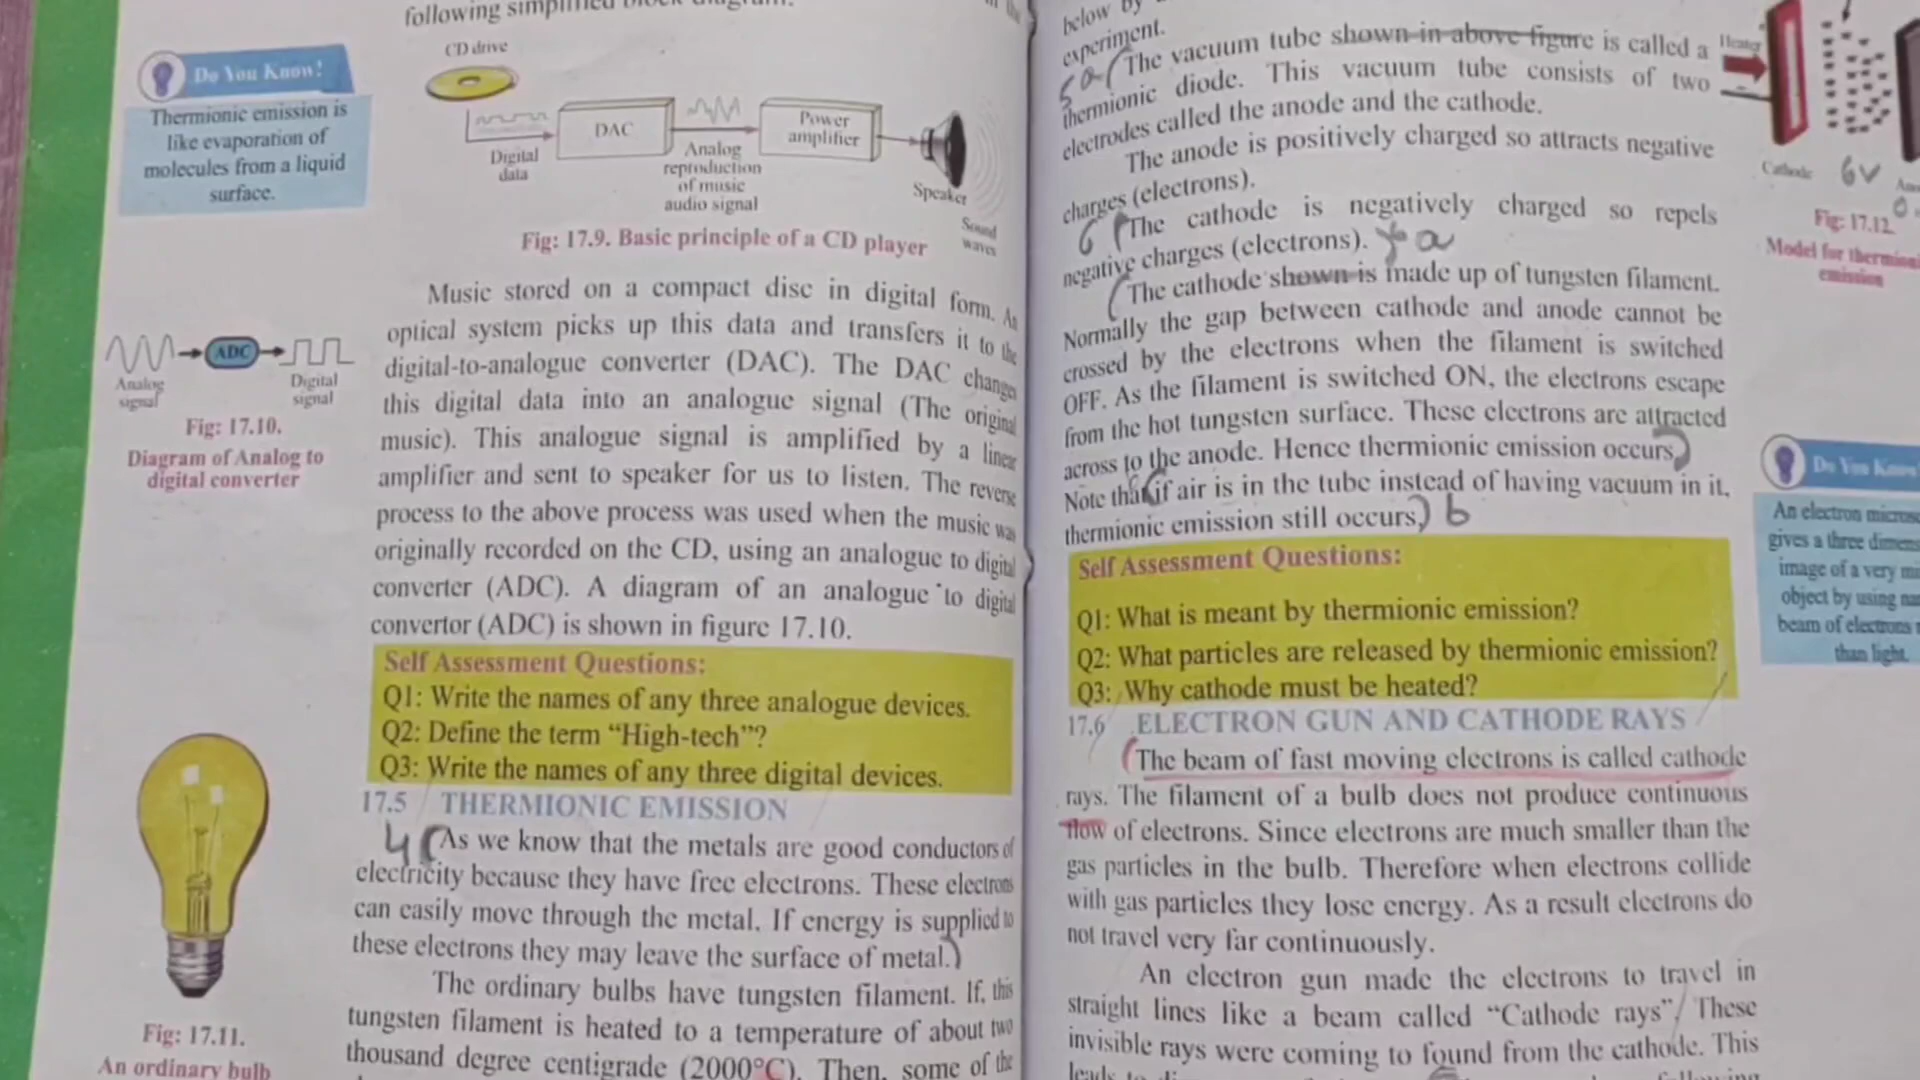 following simplified block diagram.
Do You Know!
Thermionic emission is
like evaporation of
molecules from a liquid
surface.
CD drive
Digital
data
DAC
Analog
reproduction
of music
audio signal
Power
amplifier
Speaker
Sound
waves
Fig: 17.9. Basic principle of a CD player
Music stored on a compact disc in digital form. An
optical system picks up this data and transfers it to the
digital-to-analogue converter (DAC). The DAC changes
this digital data into an analogue signal (The original
music). This analogue signal is amplified by a linear
amplifier and sent to speaker for us to listen. The reverse
process to the above process was used when the music was
originally recorded on the CD, using an analogue to digital
converter (ADC). A diagram of an analogue to digital
convertor (ADC) is shown in figure 17.10.
Analog
signal
ADC
Digital
signal
Fig: 17.10.
Diagram of Analog to
digital converter
Self Assessment Questions:
Q1: Write the names of any three analogue devices.
Q2: Define the term “High-tech”?
Q3: Write the names of any three digital devices.
17.5 THERMIONIC EMISSION
4 (As we know that the metals are good conductors of
electricity because they have free electrons. These electrons
can easily move through the metal. If energy is supplied to
these electrons they may leave the surface of metal.)
The ordinary bulbs have tungsten filament. If, this
tungsten filament is heated to a temperature of about two
thousand degree centigrade (2000°C). Then, some of the
Fig: 17.11.
An ordinary bulb
below by
experiment.
(The vacuum tube shown in above figure is called a
thermionic diode. This vacuum tube consists of two
electrodes called the anode and the cathode.
The anode is positively charged so attracts negative
charges (electrons).
6 (The cathode is negatively charged so repels
negative charges (electrons). a
(The cathode shown is made up of tungsten filament.
Normally the gap between cathode and anode cannot be
crossed by the electrons when the filament is switched
OFF. As the filament is switched ON, the electrons escape
from the hot tungsten surface. These electrons are attracted
across to the anode. Hence thermionic emission occurs)
Note that (if air is in the tube instead of having vacuum in it,
thermionic emission still occurs.) b
Self Assessment Questions:
Q1: What is meant by thermionic emission?
Q2: What particles are released by thermionic emission?
Q3: Why cathode must be heated?
17.6 ELECTRON GUN AND CATHODE RAYS
(The beam of fast moving electrons is called cathode
rays. The filament of a bulb does not produce continuous
flow of electrons. Since electrons are much smaller than the
gas particles in the bulb. Therefore when electrons collide
with gas particles they lose energy. As a result electrons do
not travel very far continuously.
An electron gun made the electrons to travel in
straight lines like a beam called “Cathode rays”. These
invisible rays were coming to found from the cathode. This
leads to
Heater
Cathode
6V
Fig: 17.12.
Model for
emission
Do You Know
An electron
gives a three
image of a very
object by using
beam of electrons
than light.